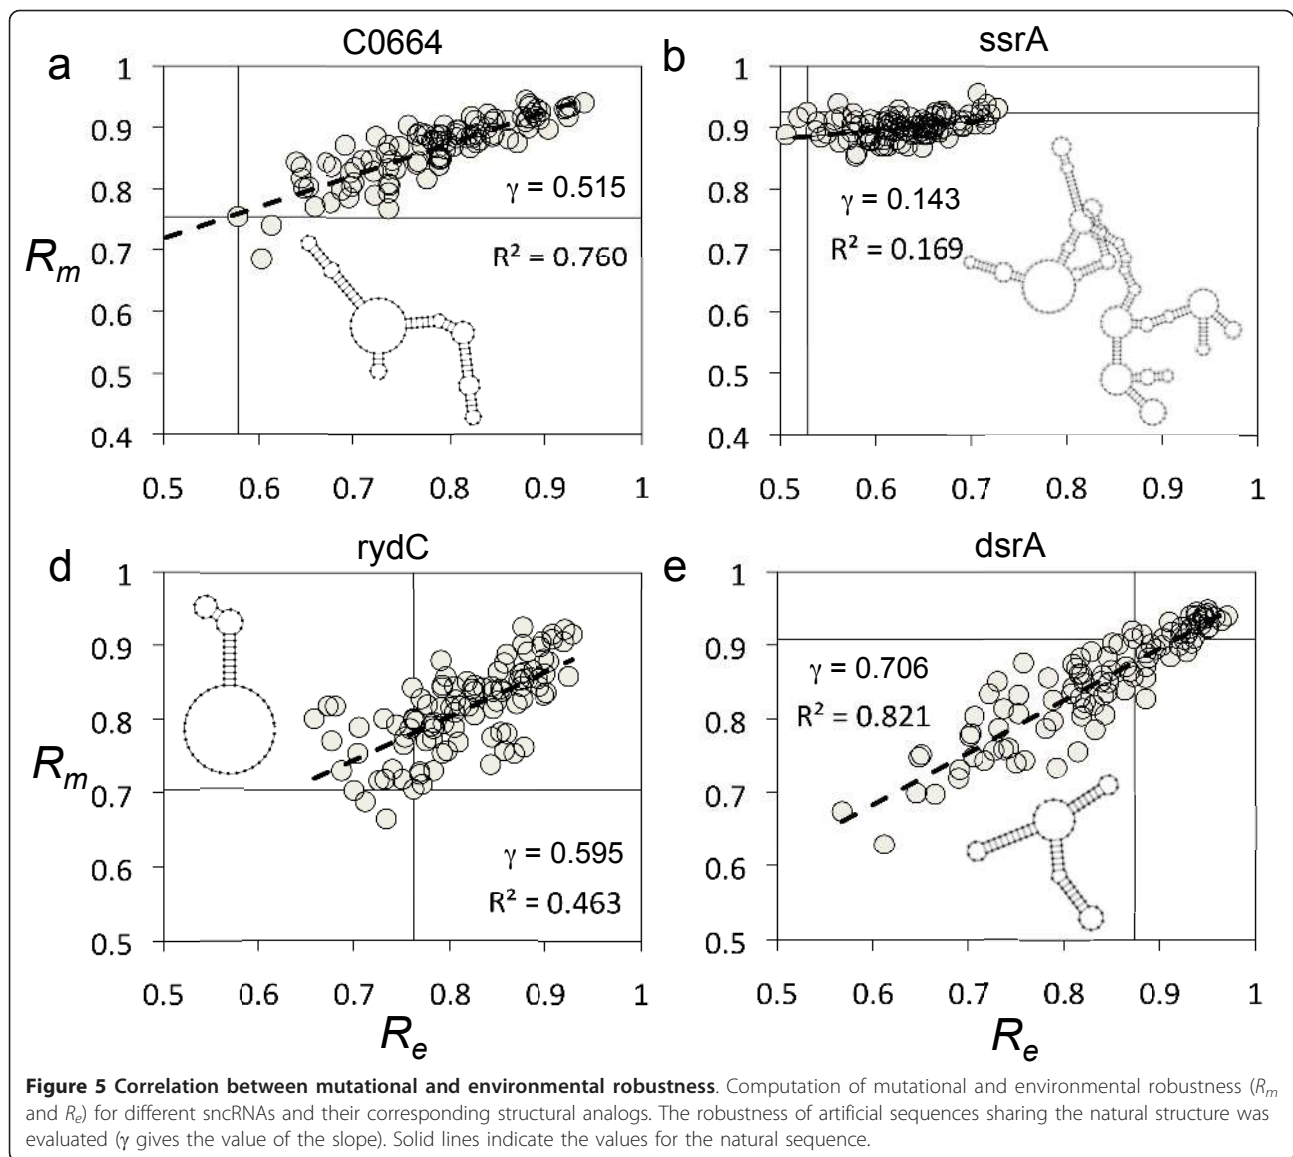 a
C0664
1
0.9
0.8
0.7
0.6
0.5
0.4
Rm
γ = 0.515
R² = 0.760
0.5 0.6 0.7 0.8 0.9 1
b
ssrA
1
0.9
0.8
0.7
0.6
0.5
0.4
γ = 0.143
R² = 0.169
0.5 0.6 0.7 0.8 0.9 1
d
rydC
1
0.9
0.8
0.7
0.6
0.5
Rm
γ = 0.595
R² = 0.463
0.5 0.6 0.7 0.8 0.9 1
Re
e
dsrA
1
0.9
0.8
0.7
0.6
0.5
γ = 0.706
R² = 0.821
0.5 0.6 0.7 0.8 0.9 1
Re
Figure 5 Correlation between mutational and environmental robustness. Computation of mutational and environmental robustness (Rm
and Re) for different sncRNAs and their corresponding structural analogs. The robustness of artificial sequences sharing the natural structure was
evaluated (γ gives the value of the slope). Solid lines indicate the values for the natural sequence.